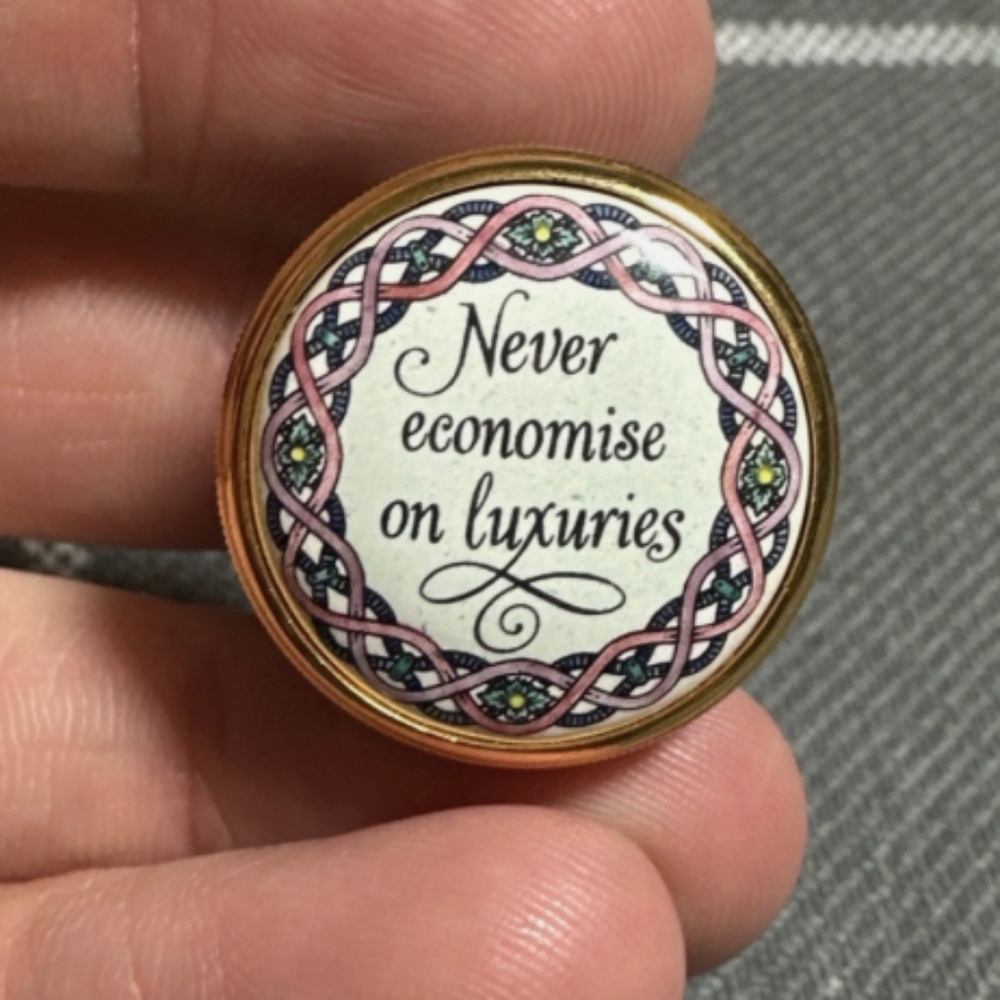 Never
economise
on luxuries